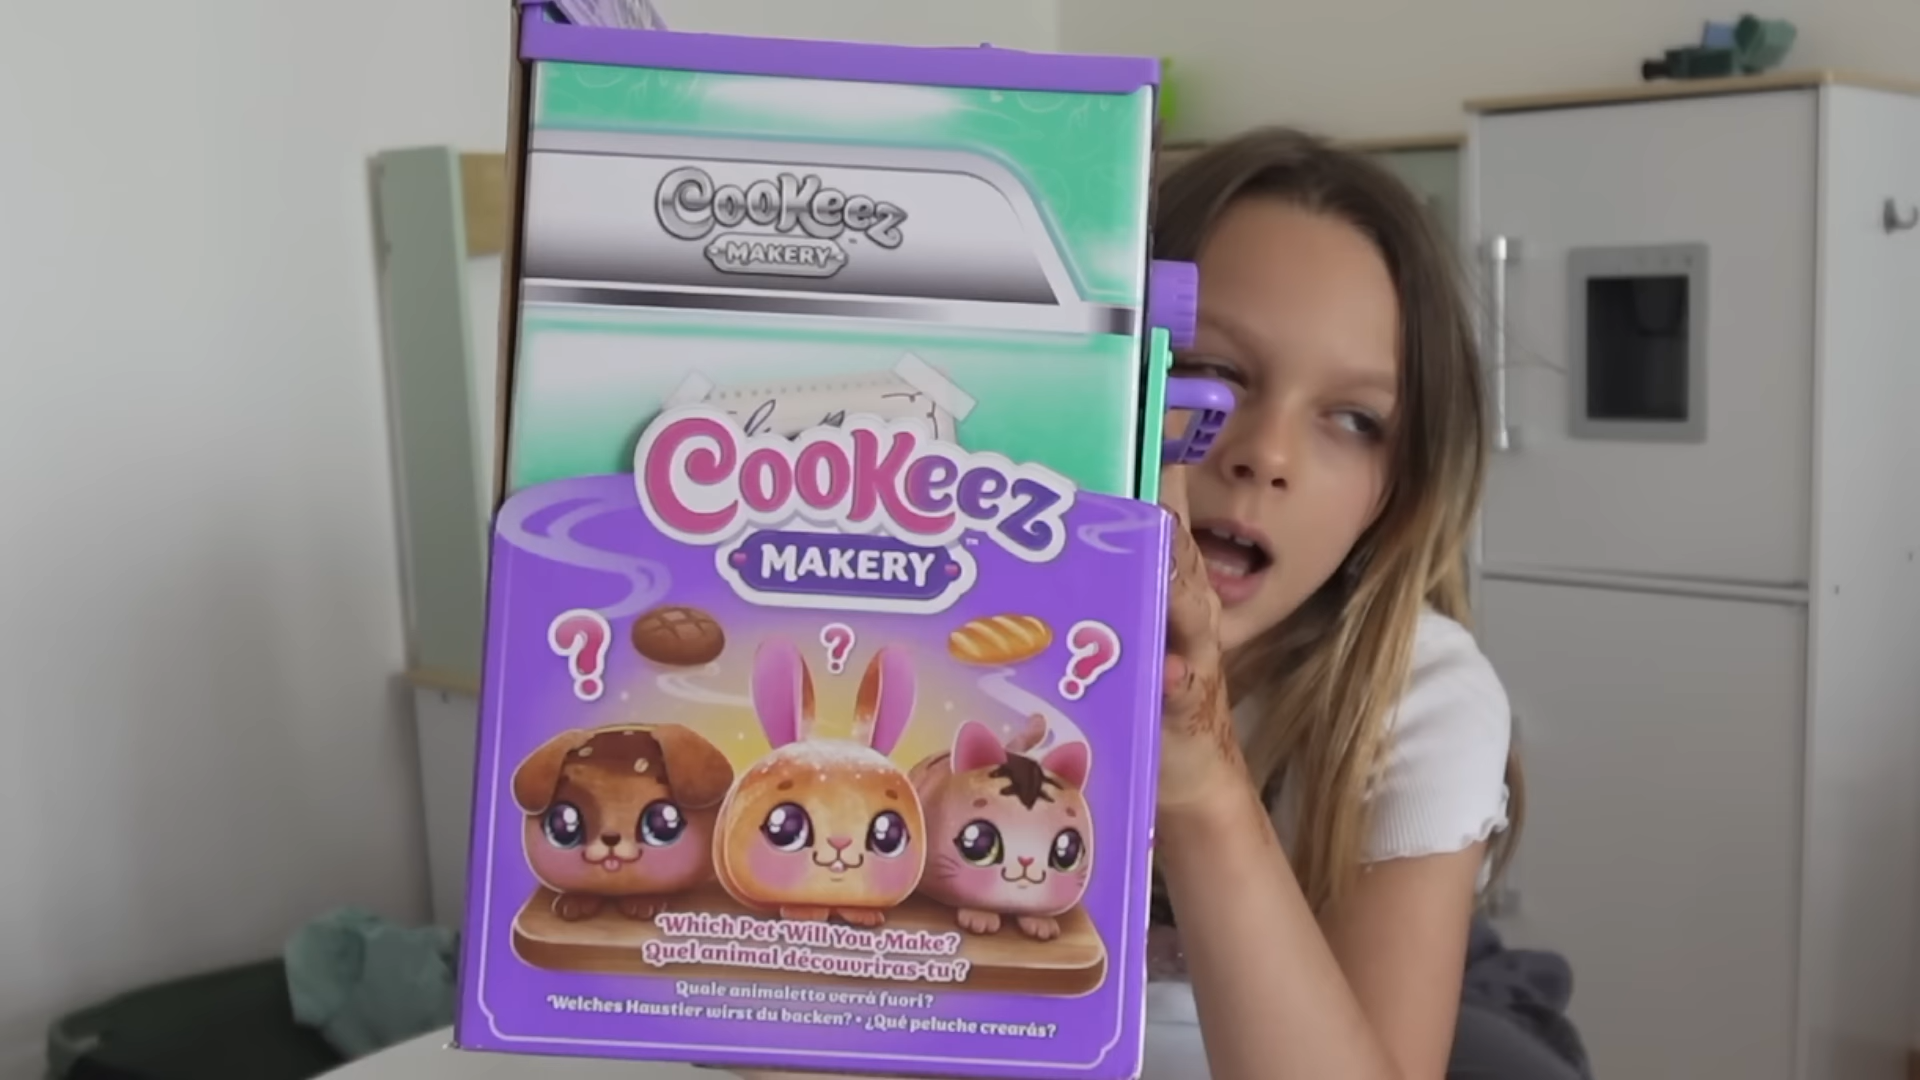 CooKeez
MAKERY
CooKeez
MAKERY™
?
?
?
Which Pet Will You Make?
Quel animal découvriras-tu?
Quale animaletto verrà fuori?
Welches Haustier wirst du backen? • ¿Qué peluche crearás?